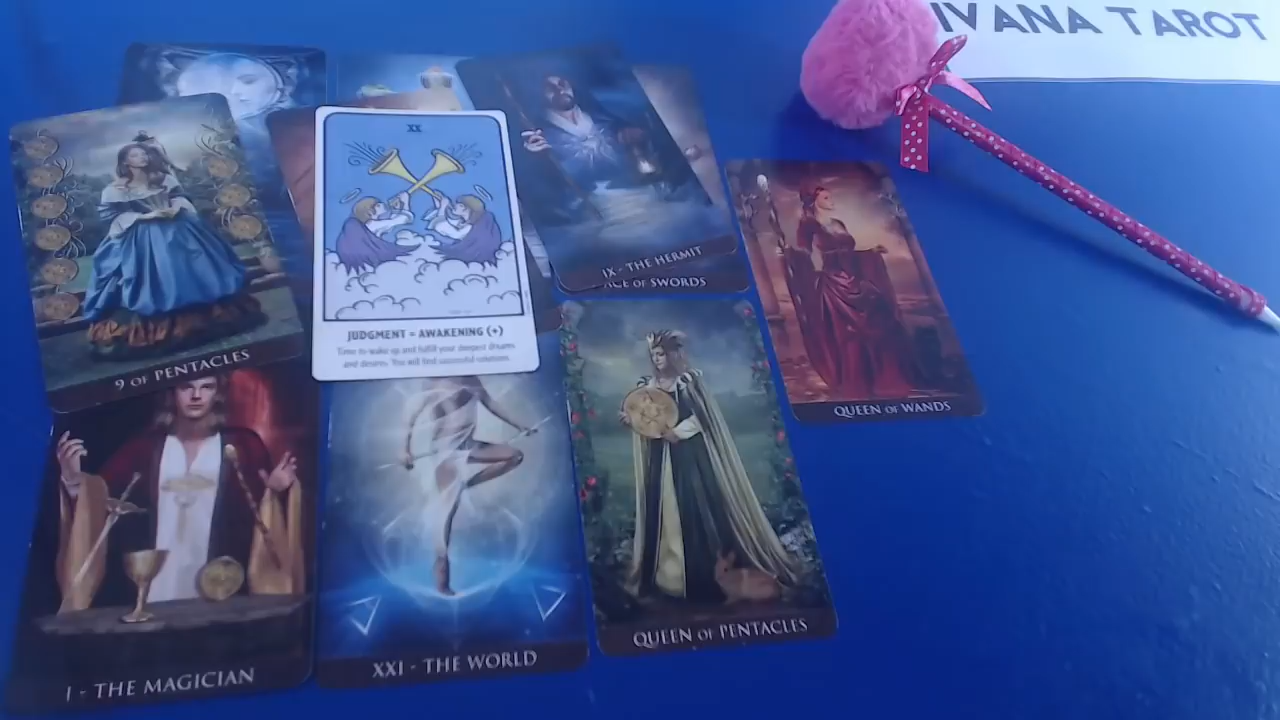 IVANA TAROT
XX
JUDGMENT = AWAKENING (+)
Time to wake up and fulfill your deepest dreams
and desires. You will find successful solutions.
IX - THE HERMIT
ACE OF SWORDS
9 OF PENTACLES
QUEEN OF WANDS
QUEEN OF PENTACLES
XXI - THE WORLD
I - THE MAGICIAN